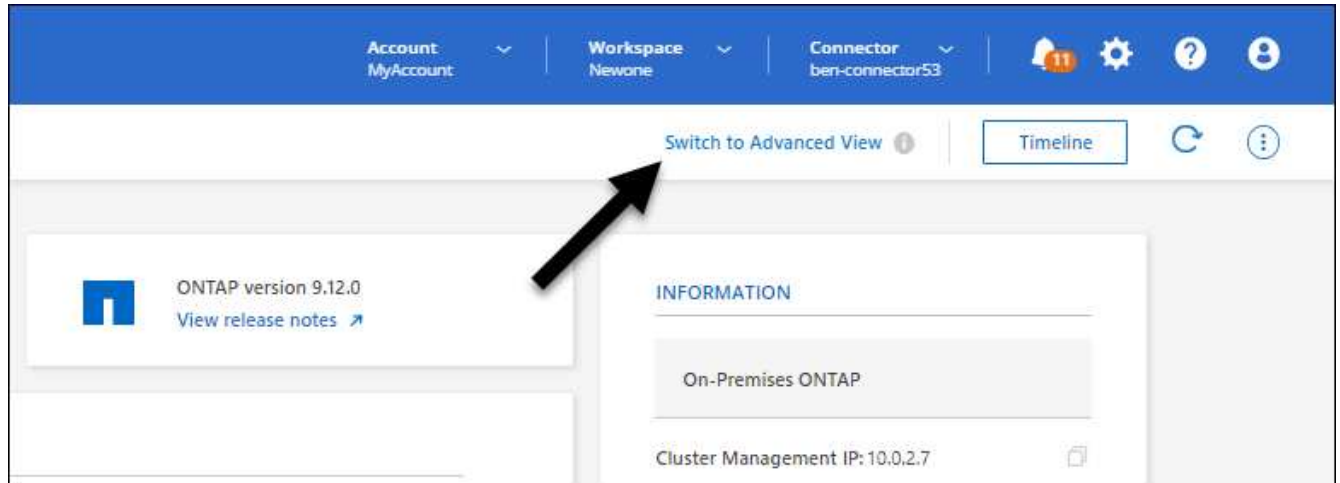 Account
MyAccount
Workspace
Newone
Connector
ben-connector53
11
Switch to Advanced View
Timeline
ONTAP version 9.12.0
View release notes
INFORMATION
On-Premises ONTAP
Cluster Management IP: 10.0.2.7